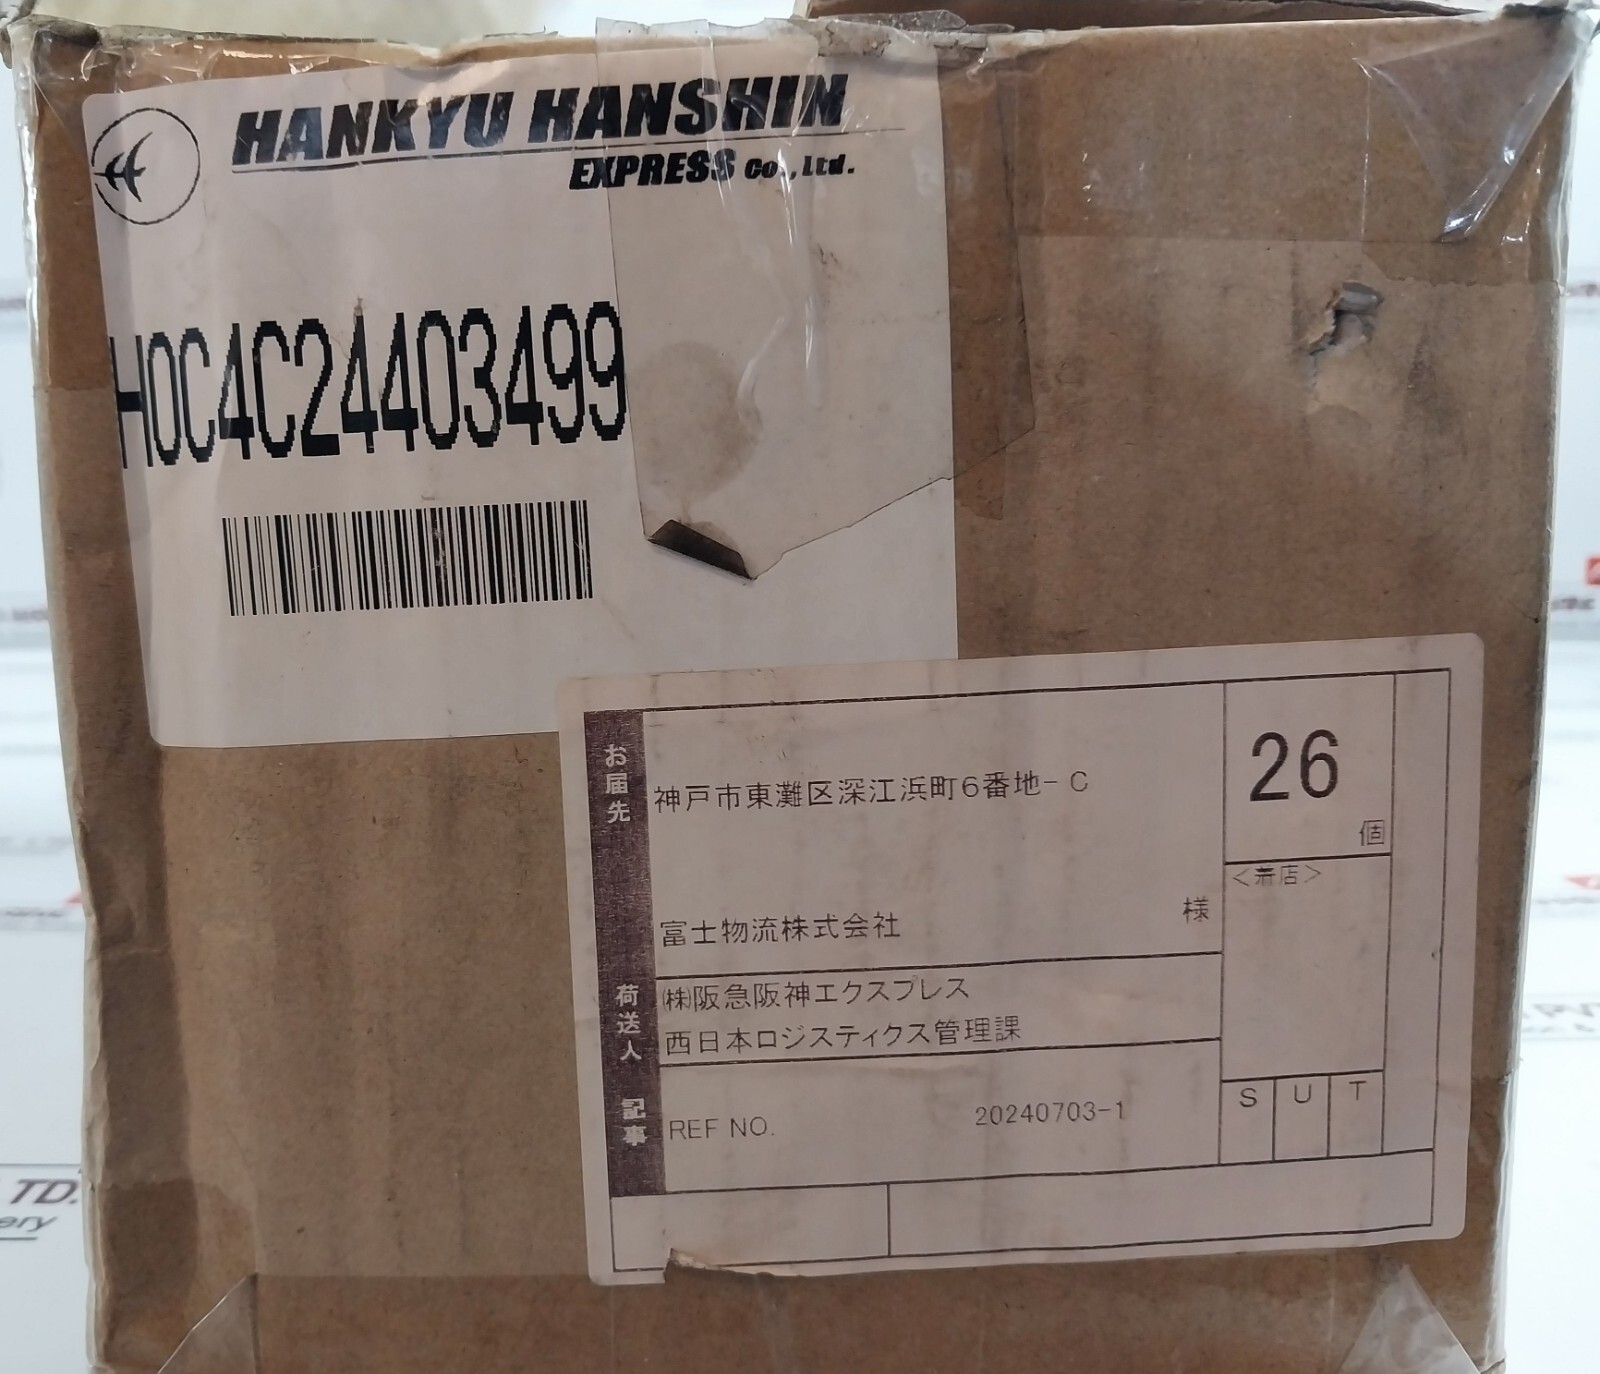 HANKYU HANSHIN
EXPRESS Co., Ltd.
H0C4C24403499
お届先
神戸市東灘区深江浜町6番地-C
富士物流株式会社
様
26
個
<着店>
荷送人
㈱阪急阪神エクスプレス
西日本ロジスティクス管理課
記事
REF NO. 20240703-1
S U T
TD.